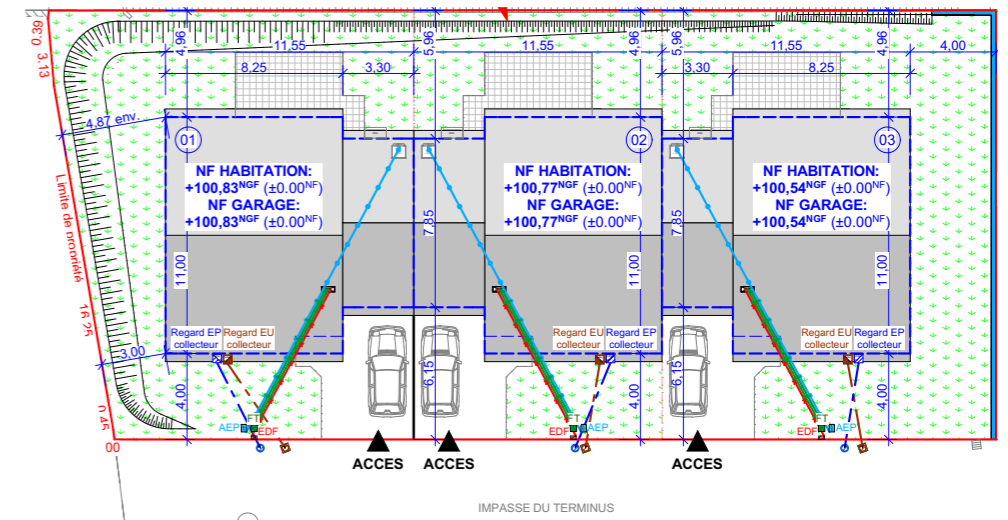 0.39
3.13
4,96
5,96
4,96
5,96
4,96
11,55
11,55
11,55
4,00
8,25
3,30
3,30
8,25
4,87 env.
01
02
03
NF HABITATION:
+100,83NGF (±0.00NF)
NF GARAGE:
+100,83NGF (±0.00NF)
NF HABITATION:
+100,77NGF (±0.00NF)
NF GARAGE:
+100,77NGF (±0.00NF)
NF HABITATION:
+100,54NGF (±0.00NF)
NF GARAGE:
+100,54NGF (±0.00NF)
Limite de propriété
16.25
11,00
7,85
11,00
7,85
11,00
Regard EP
collecteur
Regard EU
collecteur
Regard EU
collecteur
Regard EP
collecteur
Regard EU
collecteur
Regard EP
collecteur
3,00
4,00
6,15
4,00
6,15
4,00
0.45
FT
AEP
EDF
FT
EDF
AEP
FT
EDF
AEP
00
ACCES
ACCES
ACCES
IMPASSE DU TERMINUS